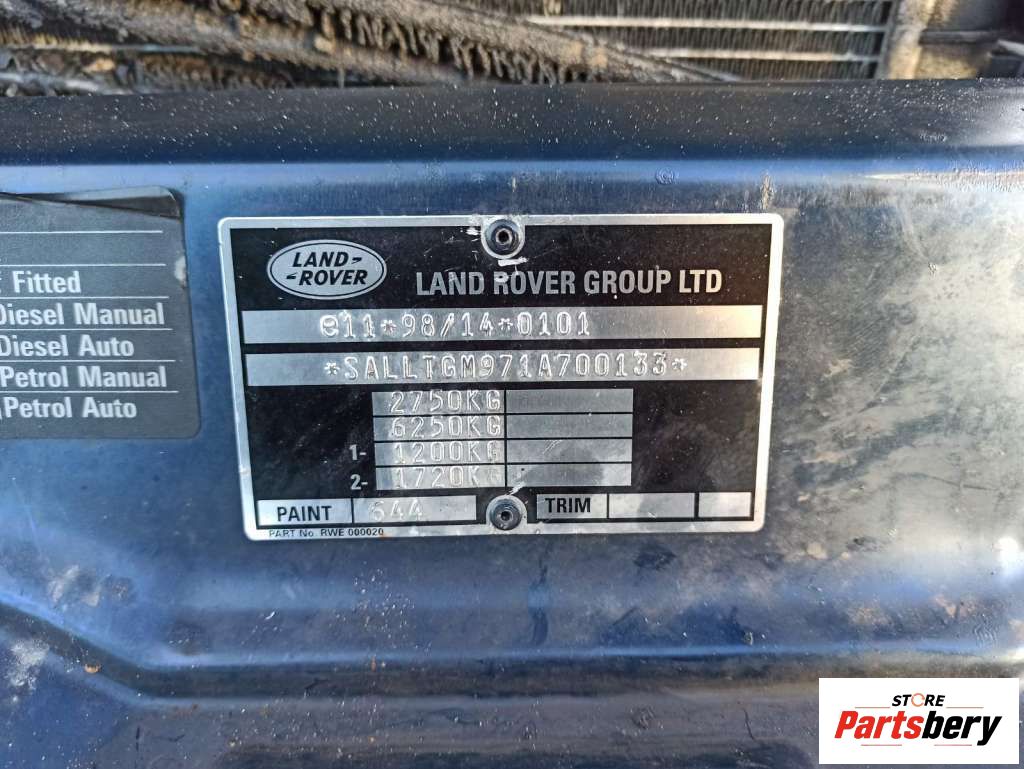 Fitted
Diesel Manual
Diesel Auto
Petrol Manual
Petrol Auto
LAND-
-ROVER
LAND ROVER GROUP LTD
e11*98/14*0101
*SALLTGM971A700133*
2750KG
6250KG
1- 1200KG
2- 1720KG
PAINT 644 TRIM
PART No RWE 000020
STORE
Partsbery